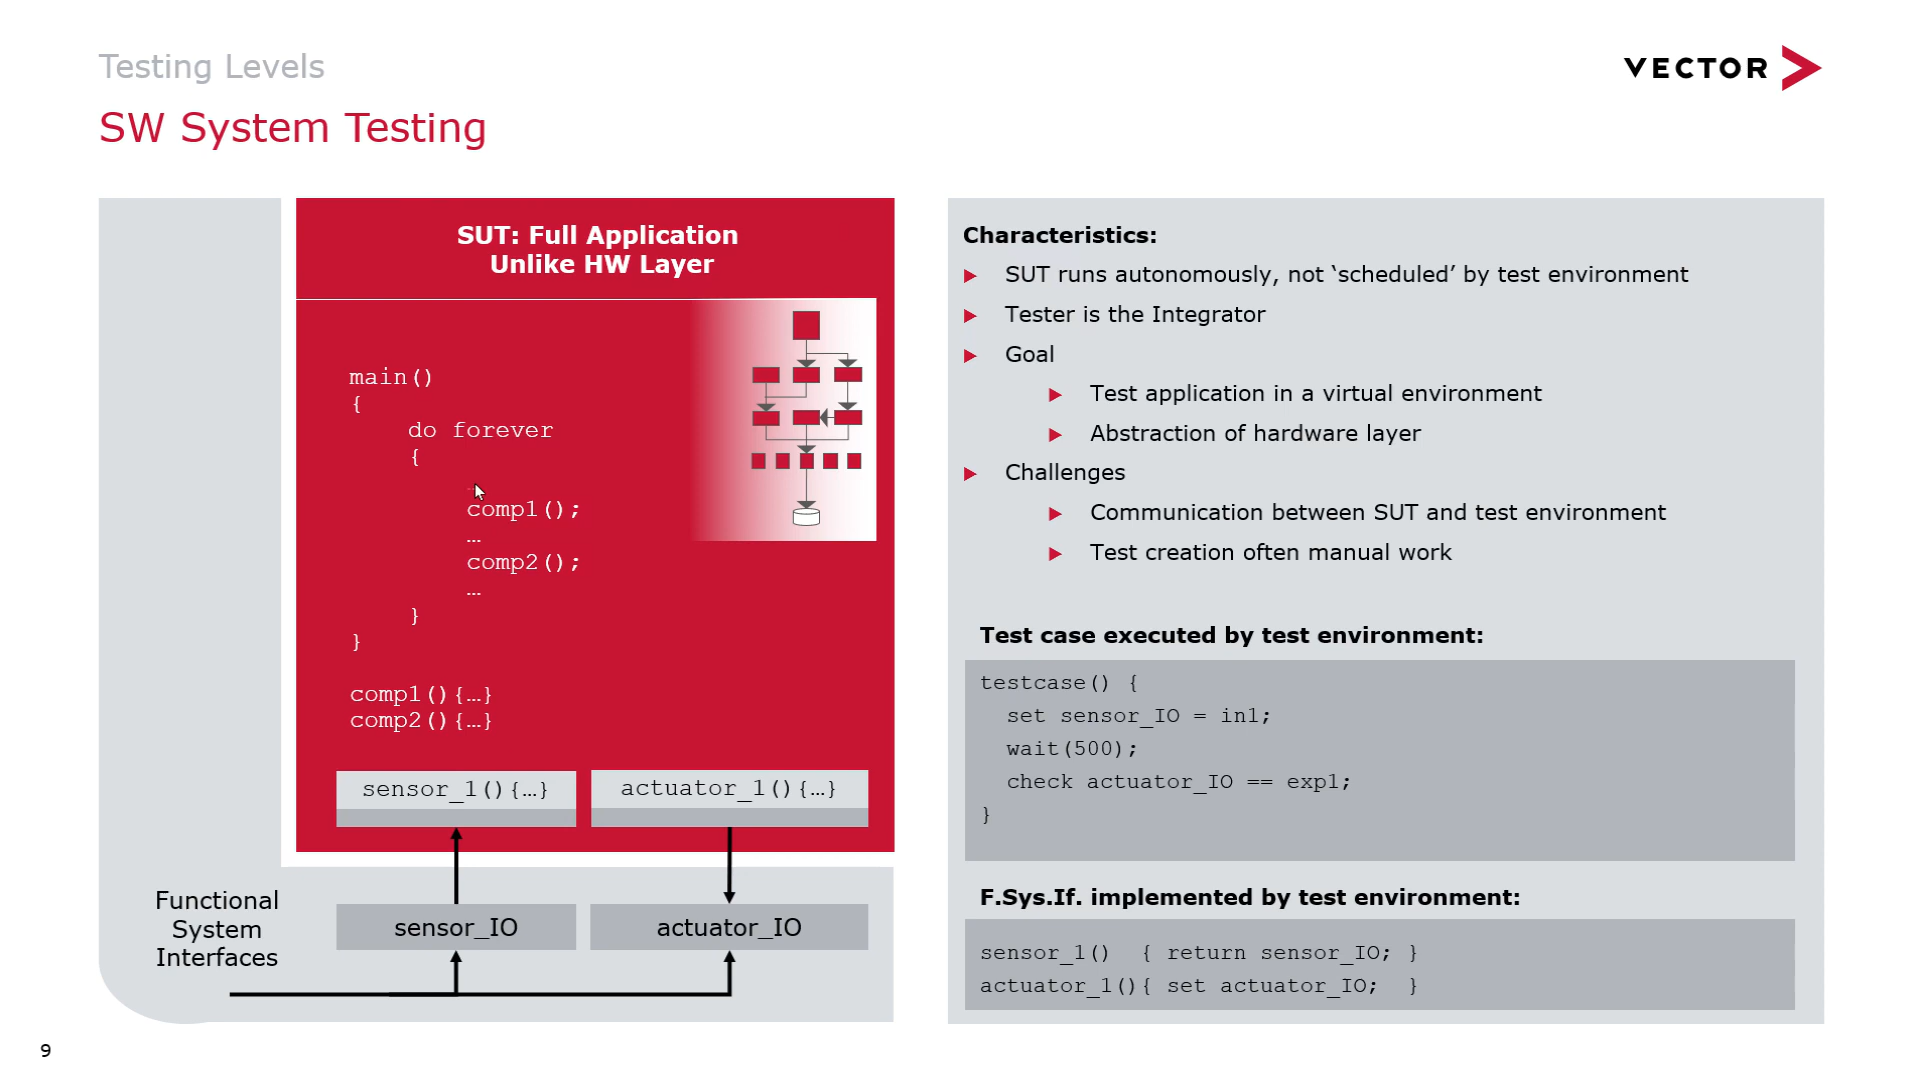 Testing Levels
VECTOR
SW System Testing
SUT: Full Application
Unlike HW Layer
main()
{
do forever
{
…
comp1();
…
comp2();
…
}
}
comp1(){…}
comp2(){…}
sensor_1(){…}
actuator_1(){…}
Functional
System
Interfaces
sensor_IO
actuator_IO
Characteristics:
SUT runs autonomously, not ‘scheduled’ by test environment
Tester is the Integrator
Goal
Test application in a virtual environment
Abstraction of hardware layer
Challenges
Communication between SUT and test environment
Test creation often manual work
Test case executed by test environment:
testcase() {
set sensor_IO = in1;
wait(500);
check actuator_IO == exp1;
}
F.Sys.If. implemented by test environment:
sensor_1() { return sensor_IO; }
actuator_1(){ set actuator_IO; }
9